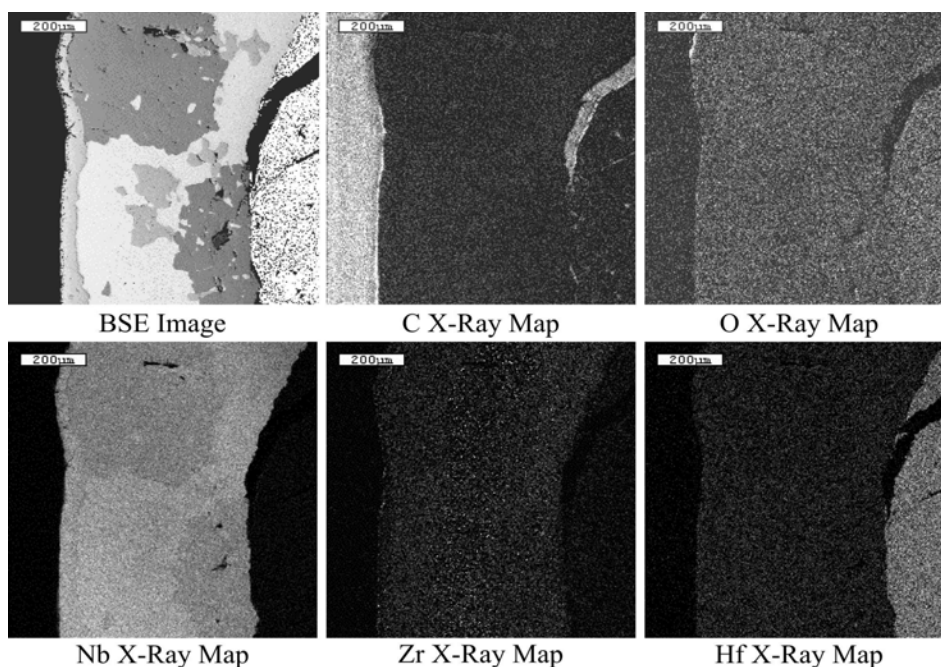 200µm
200µm
200µm
BSE Image
C X-Ray Map
O X-Ray Map
200µm
200µm
200µm
Nb X-Ray Map
Zr X-Ray Map
Hf X-Ray Map